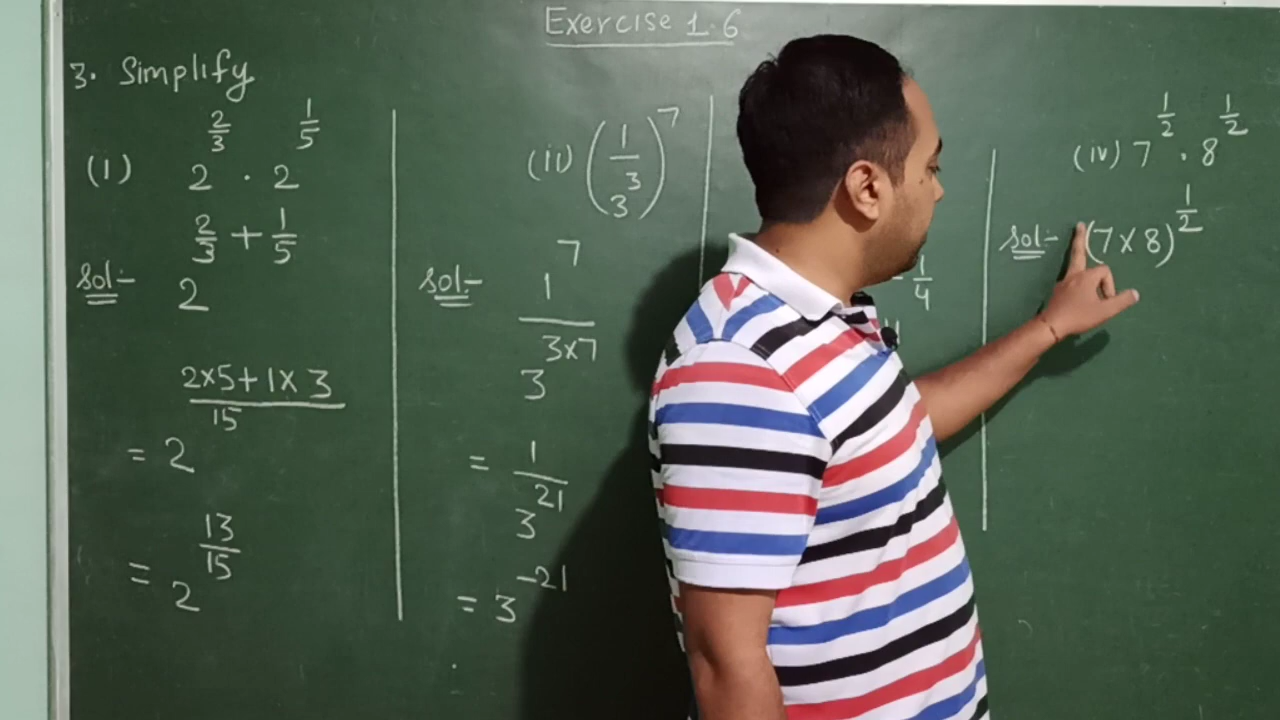 Exercise 1.6
3. Simplify
(i) 2^(2/3) · 2^(1/5)
sol:- 2^(2/3 + 1/5)
= 2^((2×5+1×3)/15)
= 2^(13/15)
(ii) (1/3^3)^7
sol:- 1^7/3^(3×7)
= 1/3^21
= 3^-21
- 1/4
(iv) 7^(1/2) · 8^(1/2)
sol:- (7×8)^(1/2)